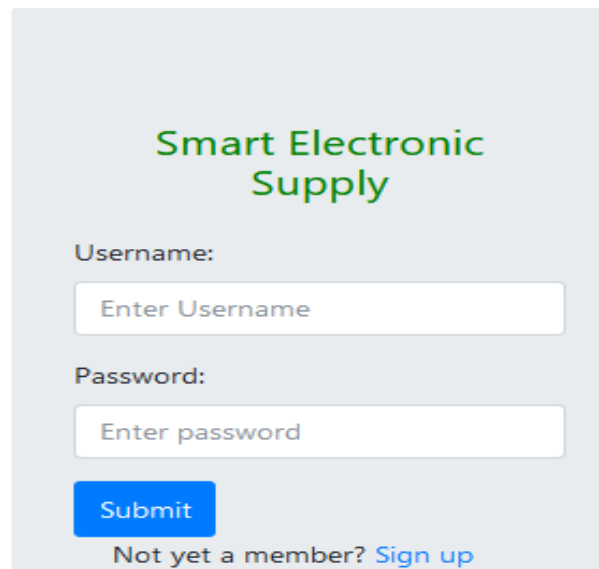 Smart Electronic
Supply
Username:
Enter Username
Password:
Enter password
Submit
Not yet a member? Sign up